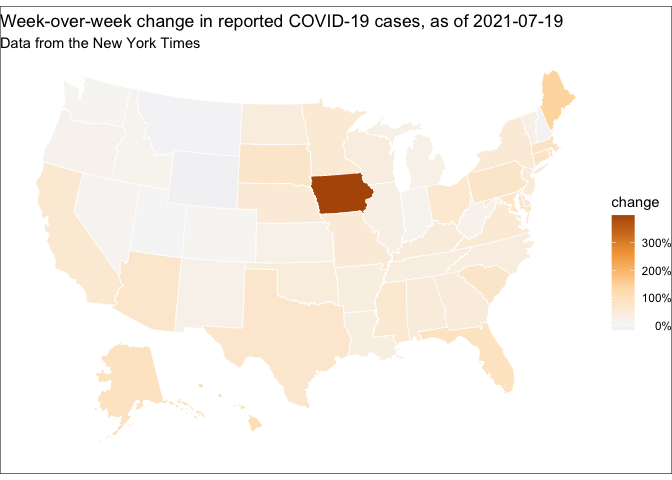 Week-over-week change in reported COVID-19 cases, as of 2021-07-19
Data from the New York Times
change
300%
200%
100%
0%